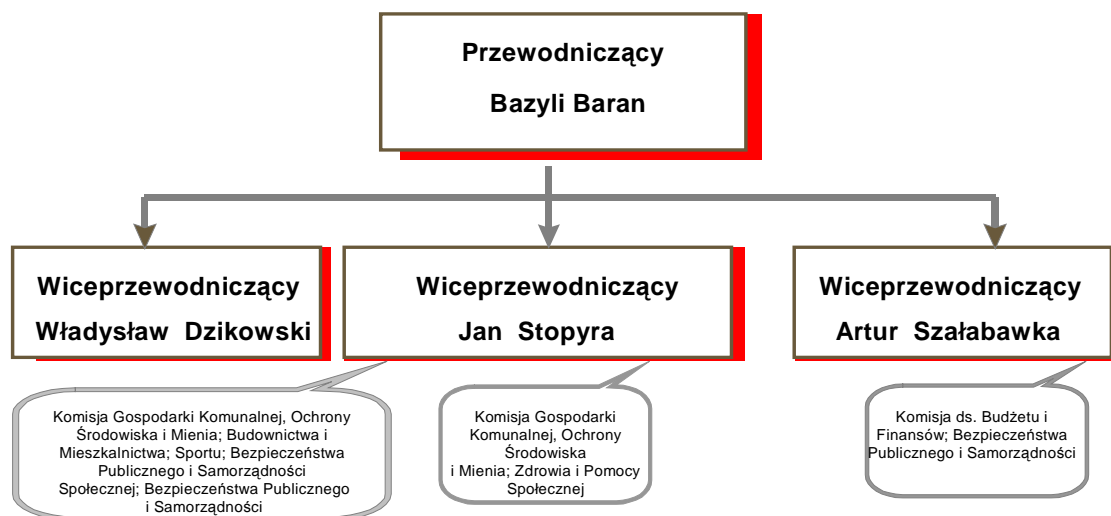 Przewodniczący
Bazyli Baran
Wiceprzewodniczący
Władysław Dzikowski
Wiceprzewodniczący
Jan Stopyra
Wiceprzewodniczący
Artur Szałabawka
Komisja Gospodarki Komunalnej, Ochrony
Środowiska i Mienia; Budownictwa i
Mieszkalnictwa; Sportu; Bezpieczeństwa
Publicznego i Samorządności
Społecznej; Bezpieczeństwa Publicznego
i Samorządności
Komisja Gospodarki
Komunalnej, Ochrony
Środowiska
i Mienia; Zdrowia i Pomocy
Społecznej
Komisja ds. Budżetu i
Finansów; Bezpieczeństwa
Publicznego i Samorządności